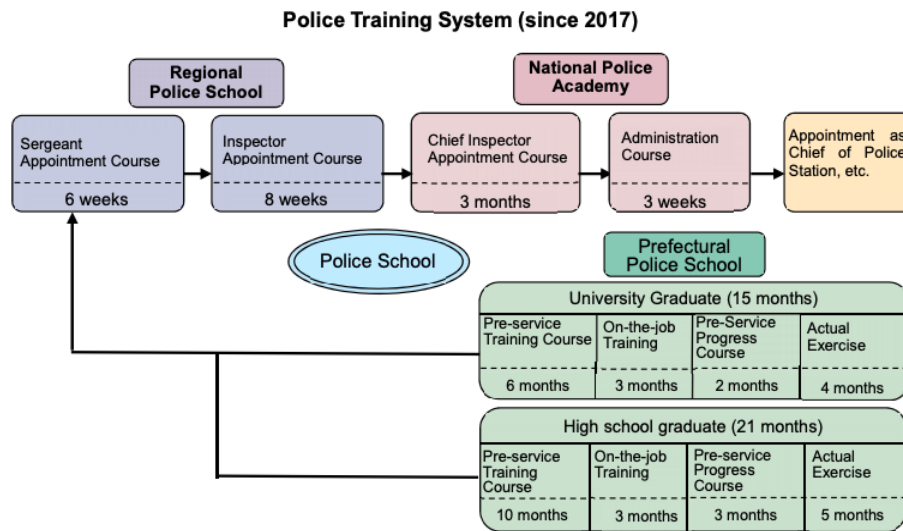 Police Training System (since 2017)
Regional
Police School
National Police
Academy
Sergeant
Appointment Course
6 weeks
Inspector
Appointment Course
8 weeks
Chief Inspector
Appointment Course
3 months
Administration
Course
3 weeks
Appointment as
Chief of Police
Station, etc.
Police School
Prefectural
Police School
University Graduate (15 months)
Pre-service
Training Course
6 months
On-the-job
Training
3 months
Pre-Service
Progress
Course
2 months
Actual
Exercise
4 months
High school graduate (21 months)
Pre-service
Training
Course
10 months
On-the-job
Training
3 months
Pre-service
Progress
Course
3 months
Actual
Exercise
5 months